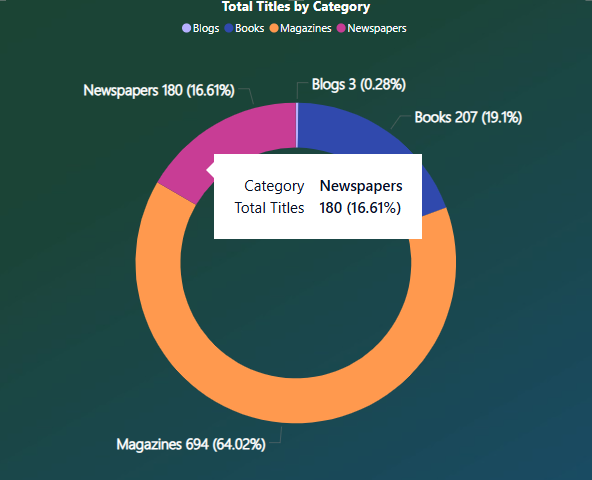 Total Titles by Category
Blogs Books Magazines Newspapers
Blogs 3 (0.28%)
Newspapers 180 (16.61%)
Books 207 (19.1%)
Category Newspapers
Total Titles 180 (16.61%)
Magazines 694 (64.02%)